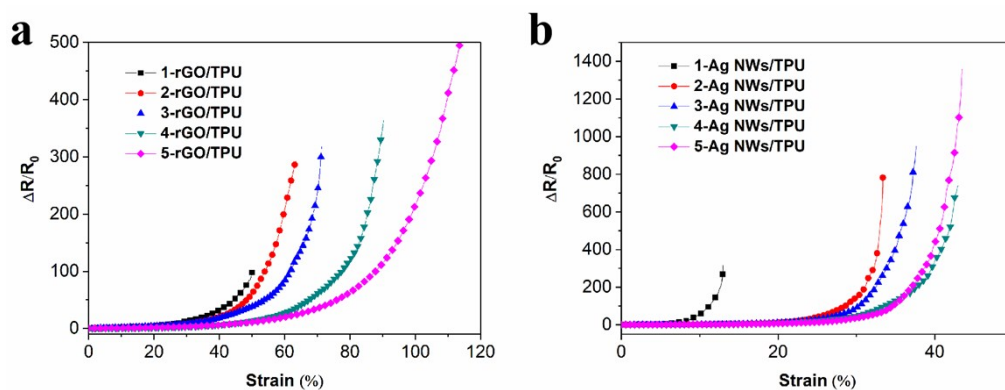 a
500
400
300
200
100
0
ΔR/R₀
1-rGO/TPU
2-rGO/TPU
3-rGO/TPU
4-rGO/TPU
5-rGO/TPU
0 20 40 60 80 100 120
Strain (%)
b
1400
1200
1000
800
600
400
200
0
ΔR/R₀
1-Ag NWs/TPU
2-Ag NWs/TPU
3-Ag NWs/TPU
4-Ag NWs/TPU
5-Ag NWs/TPU
0 20 40
Strain (%)